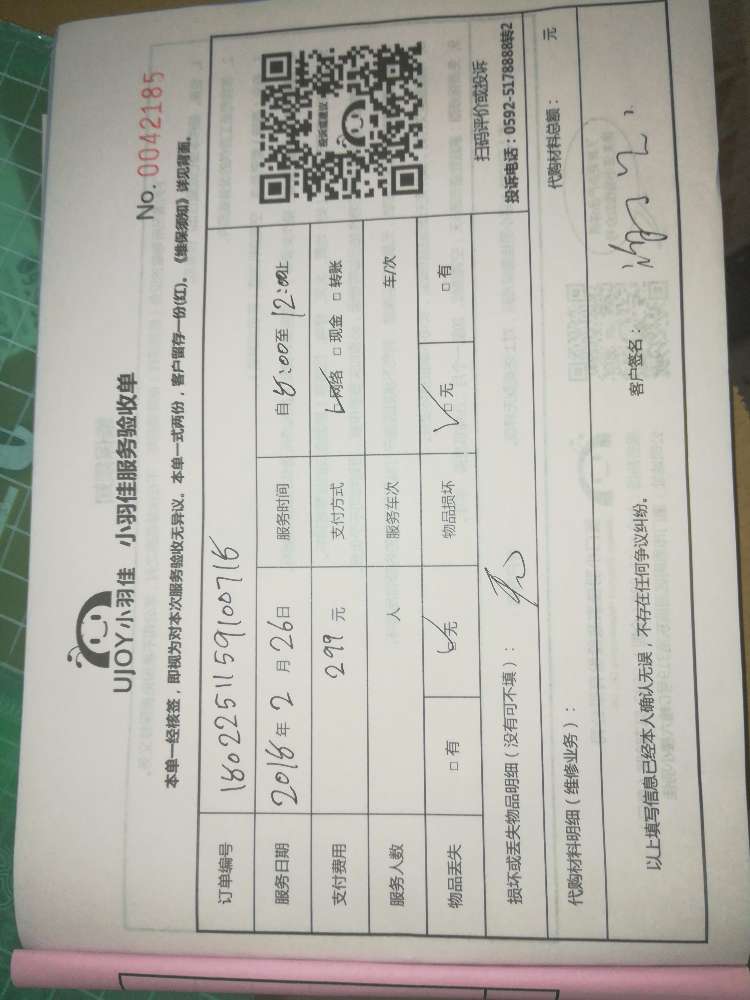 UJOY小羽佳 小羽佳服务验收单
No. 0042185
本单一经核签，即视为对本次服务验收无异议。本单一式两份，客户留存一份(红)。《维保须知》详见背面。
订单编号 1802251159100716
服务日期 2018年 2 月 26日 服务时间 自 8:00至 12:00止
支付费用 299 元 支付方式 □网络 □现金 □转账
服务人数 人 服务车次 车/次
物品丢失 □有 □无 物品损坏 □无 □有
投诉或建议
扫码评价或投诉
投诉电话：0592-5178888转2
损坏或丢失物品明细（没有可不填）： 无
代购材料明细（维修业务）： 代购材料总额： 元
以上填写信息已经本人确认无误，不存在任何争议纠纷。 客户签名：